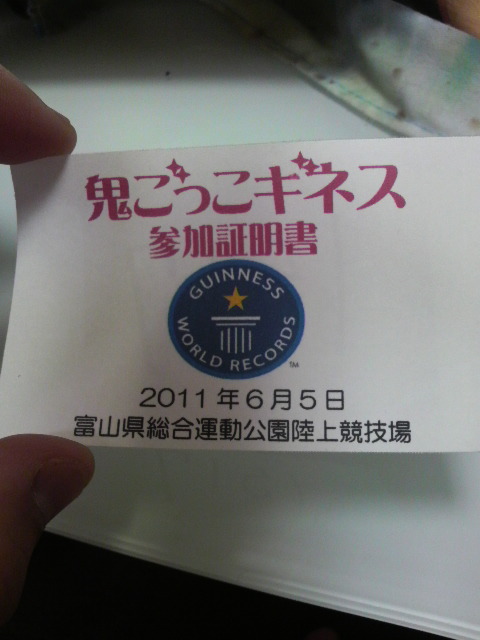 鬼ごっこギネス
参加証明書
GUINNESS
WORLD RECORDS
TM
2011年6月5日
富山県総合運動公園陸上競技場